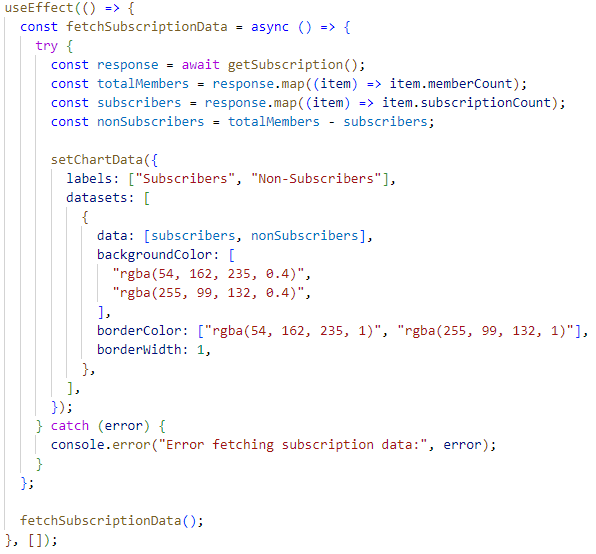 useEffect(() => {
  const fetchSubscriptionData = async () => {
    try {
      const response = await getSubscription();
      const totalMembers = response.map((item) => item.memberCount);
      const subscribers = response.map((item) => item.subscriptionCount);
      const nonSubscribers = totalMembers - subscribers;

      setChartData({
        labels: ["Subscribers", "Non-Subscribers"],
        datasets: [
          {
            data: [subscribers, nonSubscribers],
            backgroundColor: [
              "rgba(54, 162, 235, 0.4)",
              "rgba(255, 99, 132, 0.4)",
            ],
            borderColor: ["rgba(54, 162, 235, 1)", "rgba(255, 99, 132, 1)"],
            borderWidth: 1,
          },
        ],
      });
    } catch (error) {
      console.error("Error fetching subscription data:", error);
    }
  };

  fetchSubscriptionData();
}, []);